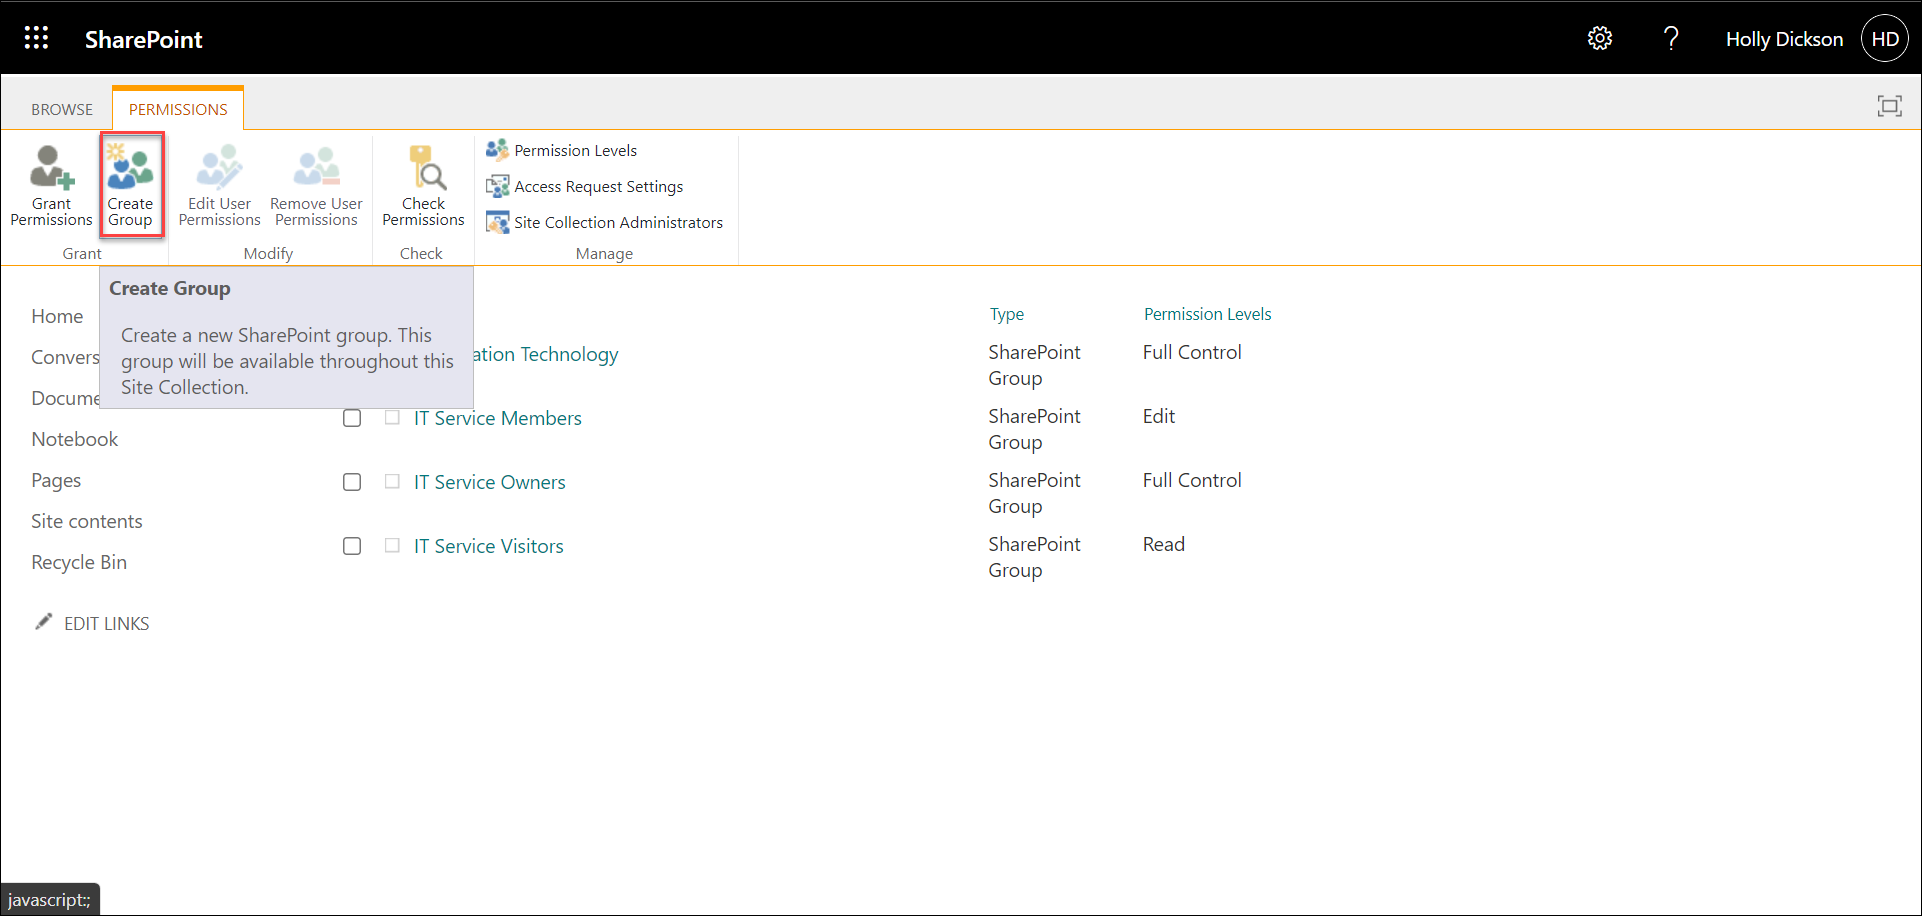 SharePoint
?
Holly Dickson
HD
BROWSE
PERMISSIONS
Grant
Permissions
Create
Group
Edit User
Permissions
Remove User
Permissions
Check
Permissions
Permission Levels
Access Request Settings
Site Collection Administrators
Grant
Modify
Check
Manage
Create Group
Create a new SharePoint group. This
group will be available throughout this
Site Collection.
Home
Convers
Docume
Notebook
Pages
Site contents
Recycle Bin
EDIT LINKS
Type
Permission Levels
ation Technology
SharePoint
Group
Full Control
IT Service Members
SharePoint
Group
Edit
IT Service Owners
SharePoint
Group
Full Control
IT Service Visitors
SharePoint
Group
Read
javascript:;